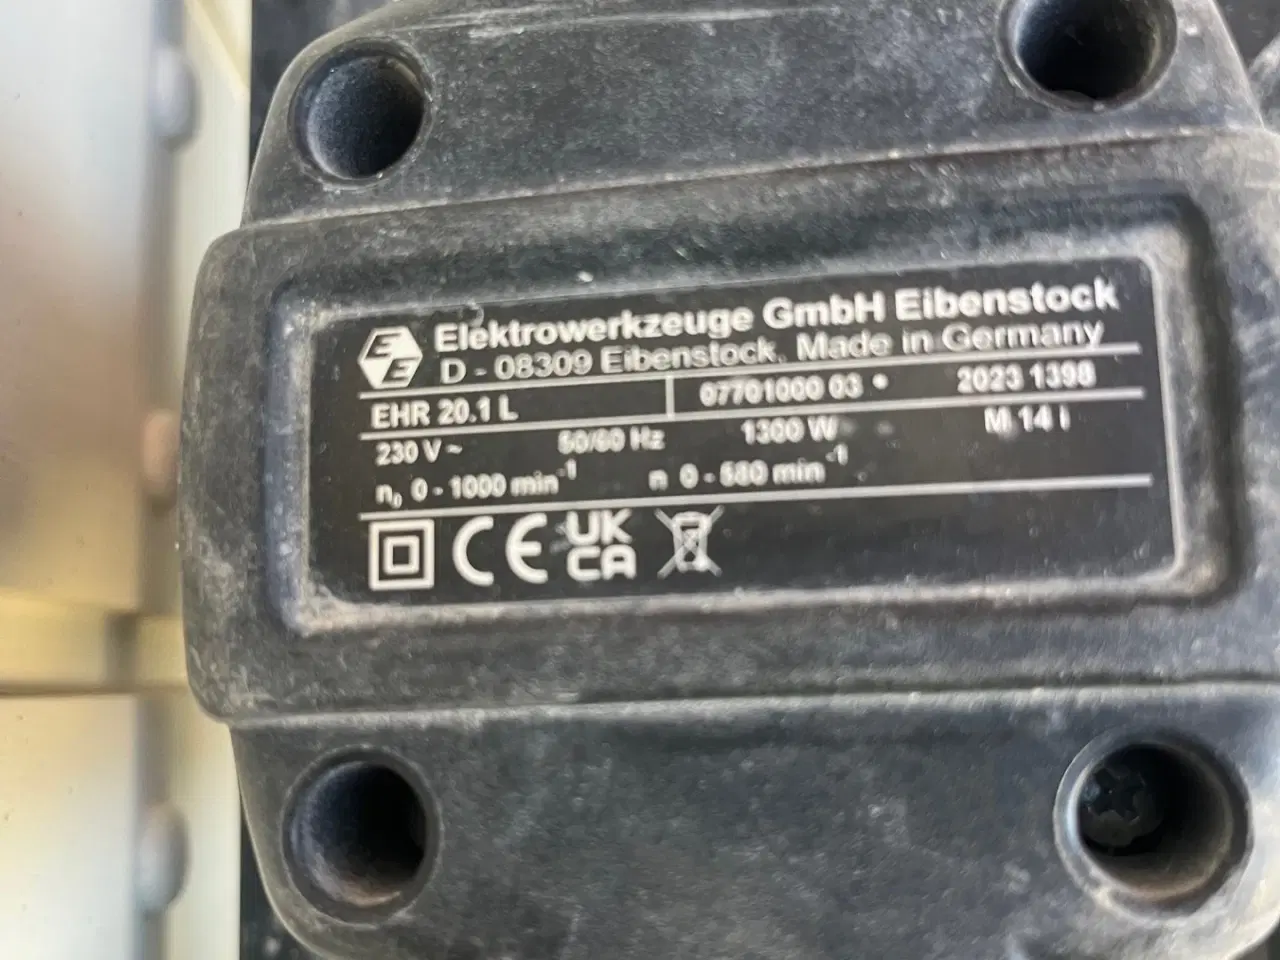 Elektrowerkzeuge GmbH Eibenstock
D - 08309 Eibenstock. Made in Germany
EHR 20.1 L 07701000 03 • 2023 1398
230 V ~ 50/60 Hz 1300 W M 14 i
n₀ 0 - 1000 min⁻¹ n 0 - 580 min⁻¹
CE UK
CA